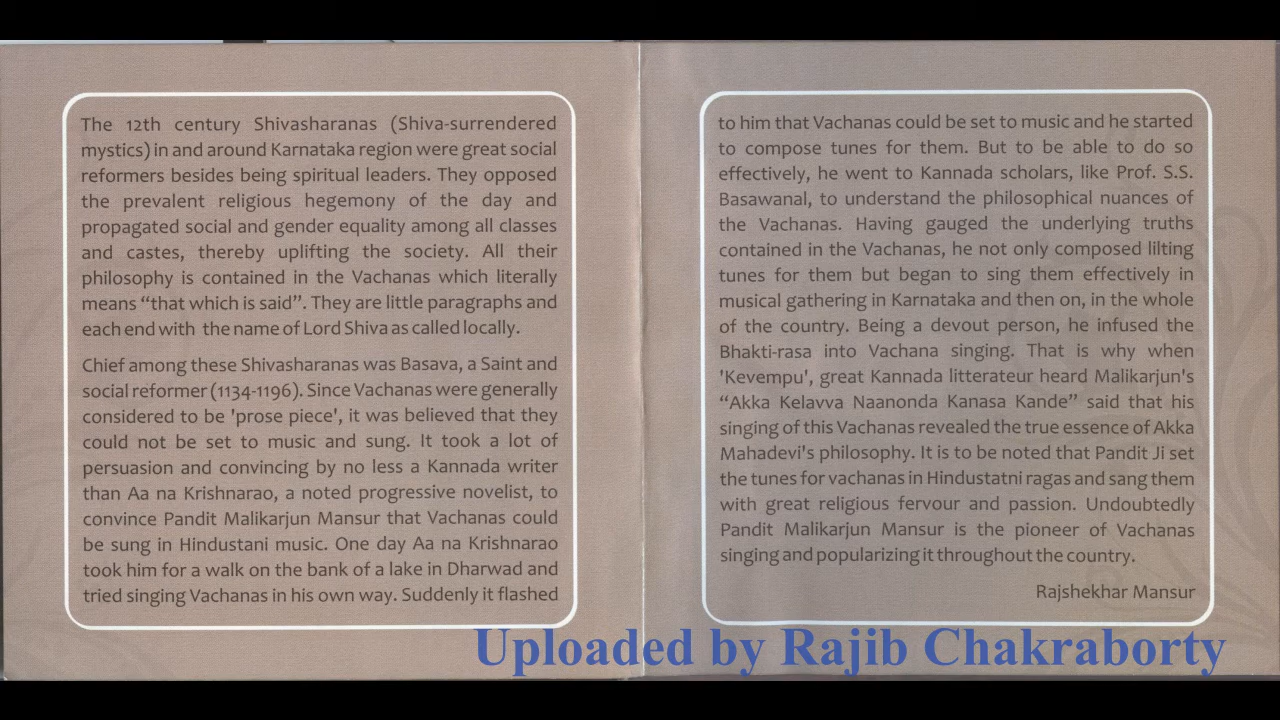 The 12th century Shivasharanas (Shiva-surrendered
mystics) in and around Karnataka region were great social
reformers besides being spiritual leaders. They opposed
the prevalent religious hegemony of the day and
propagated social and gender equality among all classes
and castes, thereby uplifting the society. All their
philosophy is contained in the Vachanas which literally
means “that which is said”. They are little paragraphs and
each end with the name of Lord Shiva as called locally.
Chief among these Shivasharanas was Basava, a Saint and
social reformer (1134-1196). Since Vachanas were generally
considered to be 'prose piece', it was believed that they
could not be set to music and sung. It took a lot of
persuasion and convincing by no less a Kannada writer
than Aa na Krishnarao, a noted progressive novelist, to
convince Pandit Malikarjun Mansur that Vachanas could
be sung in Hindustani music. One day Aa na Krishnarao
took him for a walk on the bank of a lake in Dharwad and
tried singing Vachanas in his own way. Suddenly it flashed
to him that Vachanas could be set to music and he started
to compose tunes for them. But to be able to do so
effectively, he went to Kannada scholars, like Prof. S.S.
Basawanal, to understand the philosophical nuances of
the Vachanas. Having gauged the underlying truths
contained in the Vachanas, he not only composed lilting
tunes for them but began to sing them effectively in
musical gathering in Karnataka and then on, in the whole
of the country. Being a devout person, he infused the
Bhakti-rasa into Vachana singing. That is why when
'Kevempu', great Kannada litterateur heard Malikarjun's
“Akka Kelavva Naanonda Kanasa Kande” said that his
singing of this Vachanas revealed the true essence of Akka
Mahadevi's philosophy. It is to be noted that Pandit Ji set
the tunes for vachanas in Hindustatni ragas and sang them
with great religious fervour and passion. Undoubtedly
Pandit Malikarjun Mansur is the pioneer of Vachanas
singing and popularizing it throughout the country.
Rajshekhar Mansur
Uploaded by Rajib Chakraborty